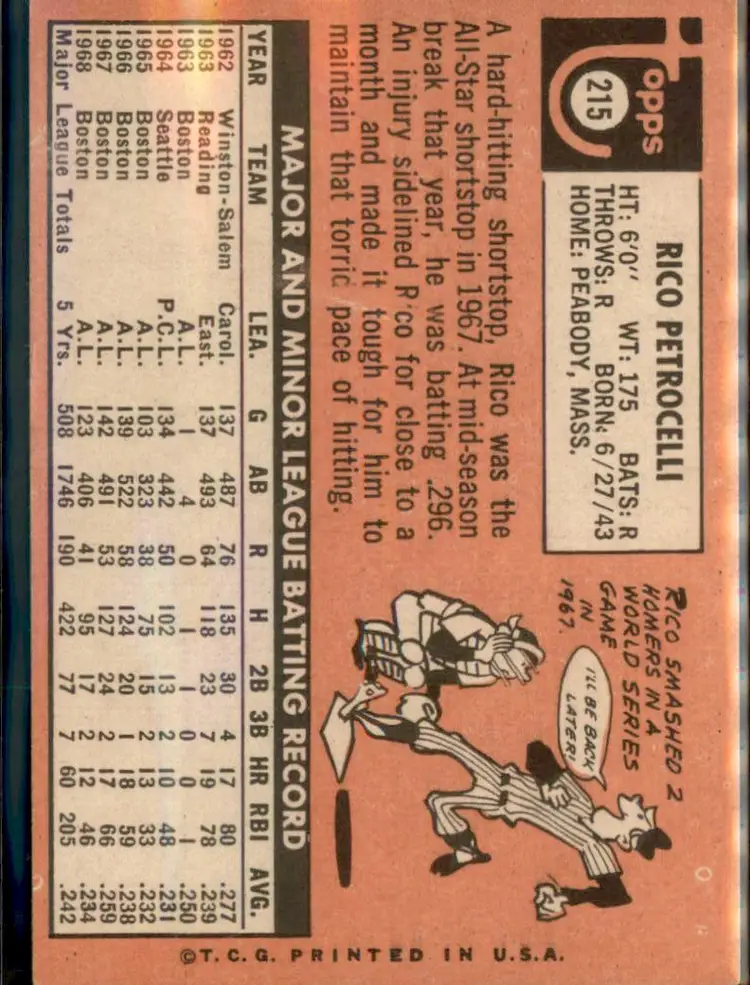 Topps
215
RICO PETROCELLI
HT: 6'0" WT: 175 BATS: R
THROWS: R BORN: 6/27/43
HOME: PEABODY, MASS.
A hard-hitting shortstop, Rico was the
All-Star shortstop in 1967. At mid-season
break that year, he was batting .296.
An injury sidelined R'co for close to a
month and made it tough for him to
maintain that torric pace of hitting.
RICO SMASHED 2
HOMERS IN A
WORLD SERIES
GAME
IN
1967.
I'LL BE BACK
LATER!
MAJOR AND MINOR LEAGUE BATTING RECORD
YEAR TEAM LEA. G AB R H 2B 3B HR RBI AVG.
1962 Winston-Salem Carol. 137 487 76 135 30 4 17 80 .277
1963 Reading East. 137 493 64 118 23 7 19 78 .239
1963 Boston A.L. 1 4 0 1 1 0 0 1 .250
1964 Seattle P.C.L. 134 442 50 102 13 2 10 48 .231
1965 Boston A.L. 103 323 38 75 15 2 13 33 .232
1966 Boston A.L. 139 522 58 124 20 1 18 59 .238
1967 Boston A.L. 142 491 53 127 24 2 17 66 .259
1968 Boston A.L. 123 406 41 95 17 2 12 46 .234
Major League Totals 5 Yrs. 508 1746 190 422 77 7 60 205 .242
©T.C.G. PRINTED IN U.S.A.